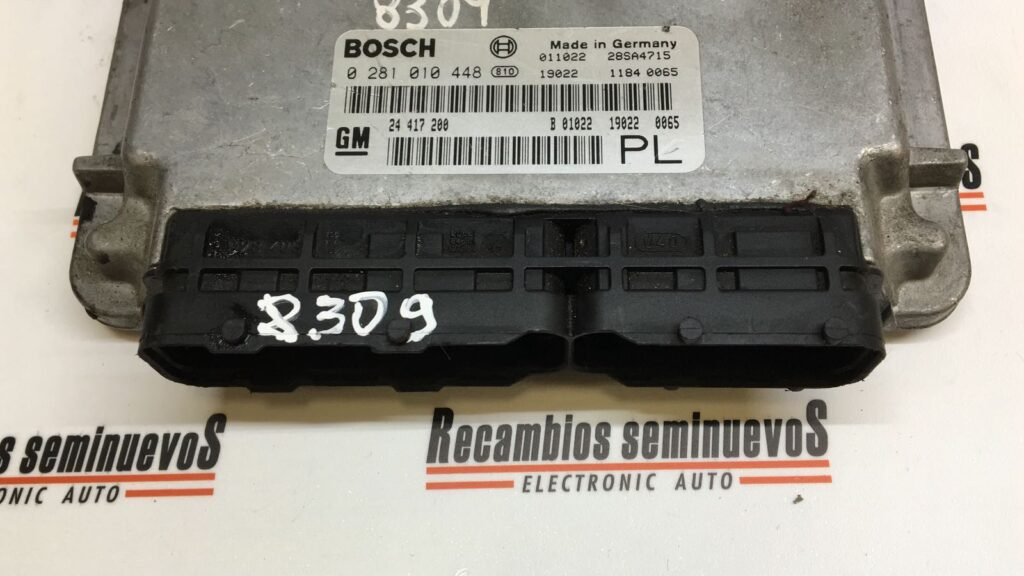 8309
BOSCH Made in Germany
011022 28SA4715
0 281 010 448 810 19022 1184 0065
GM 24 417 200 B 01022 19022 0065
PL
8309
s seminuevoS
ONIC AUTO
Recambios seminuevoS
ELECTRONIC AUTO
voS